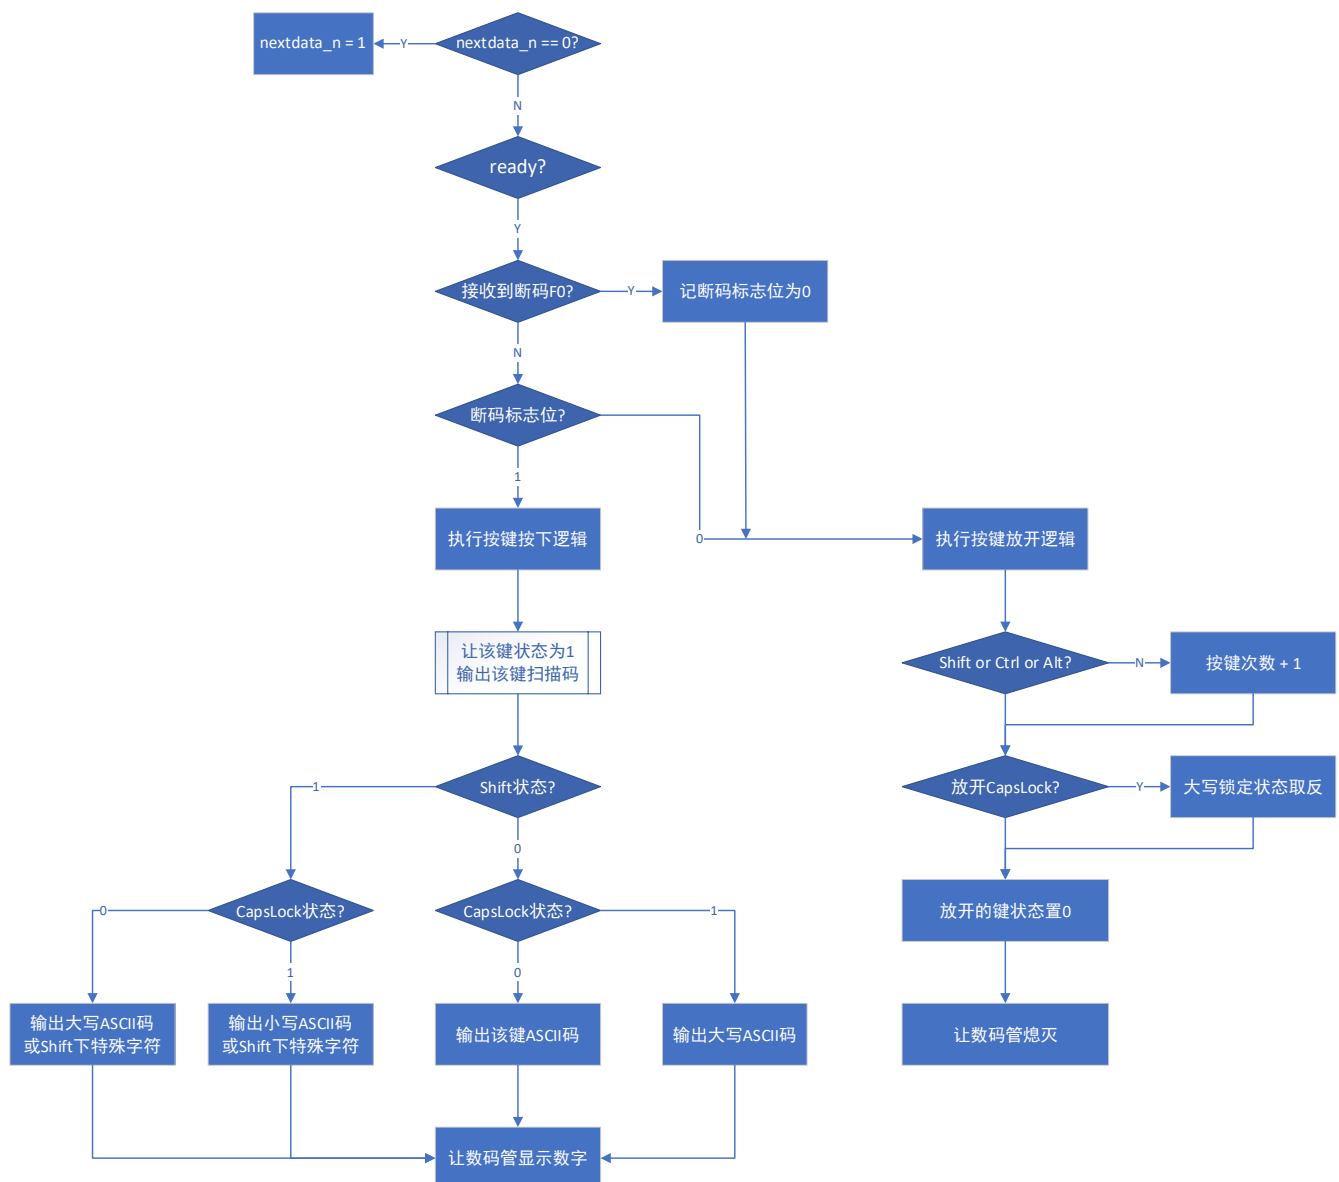 nextdata_n = 1
Y
nextdata_n == 0?
N
ready?
Y
接收到断码F0?
Y
记断码标志位为0
N
断码标志位?
1
执行按键按下逻辑
0
执行按键放开逻辑
让该键状态为1
输出该键扫描码
Shift or Ctrl or Alt?
N
按键次数 + 1
1
Shift状态?
放开CapsLock?
Y
大写锁定状态取反
0
0
CapsLock状态?
CapsLock状态?
1
放开的键状态置0
1
0
输出大写ASCII码
或Shift下特殊字符
输出小写ASCII码
或Shift下特殊字符
输出该键ASCII码
输出大写ASCII码
让数码管熄灭
让数码管显示数字